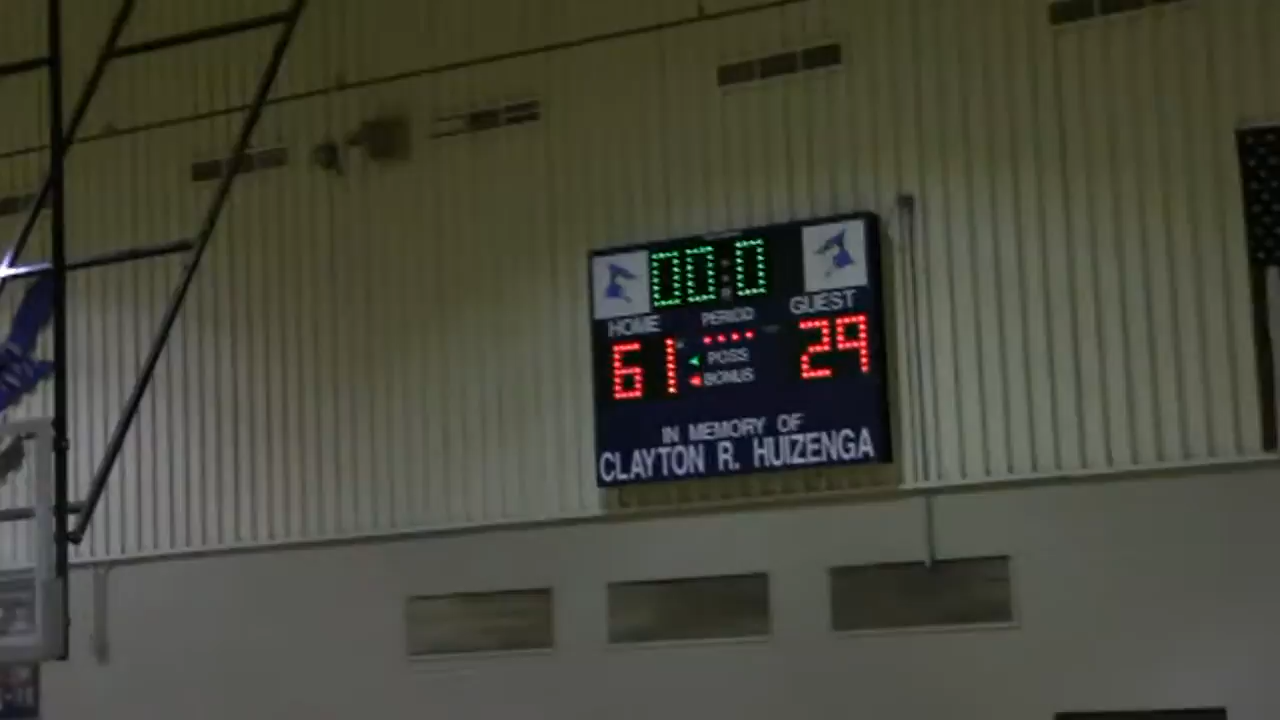 00:0
HOME
PERIOD
GUEST
61
POSS
29
BONUS
IN MEMORY OF
CLAYTON R. HUIZENGA